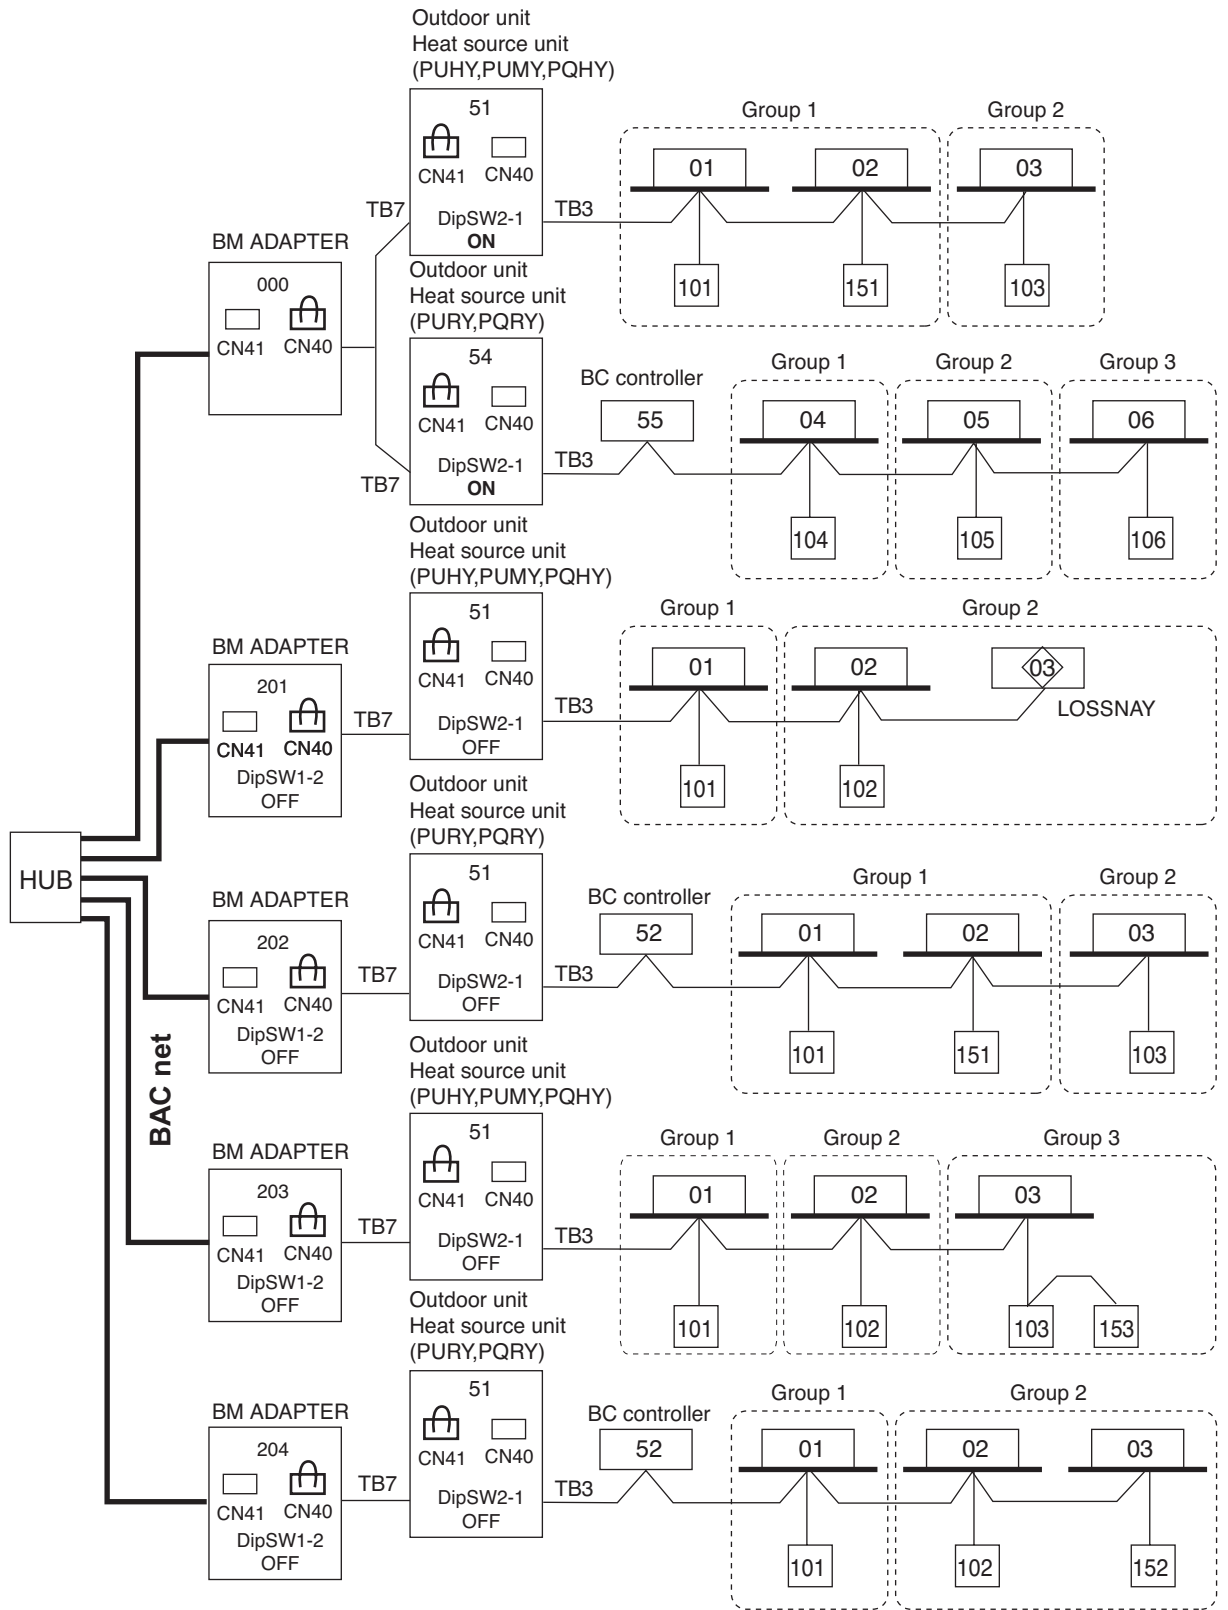 Outdoor unit
Heat source unit
(PUHY,PUMY,PQHY)
51
CN41 CN40
DipSW2-1
ON
TB7
TB3
Group 1
Group 2
01
02
03
101
151
103
BM ADAPTER
000
CN41 CN40
Outdoor unit
Heat source unit
(PURY,PQRY)
54
CN41 CN40
DipSW2-1
ON
TB7
TB3
BC controller
55
Group 1
Group 2
Group 3
04
05
06
104
105
106
Outdoor unit
Heat source unit
(PUHY,PUMY,PQHY)
51
CN41 CN40
DipSW2-1
OFF
BM ADAPTER
201
CN41 CN40
DipSW1-2
OFF
TB7
TB3
Group 1
Group 2
01
02
03
LOSSNAY
101
102
HUB
BAC net
Outdoor unit
Heat source unit
(PURY,PQRY)
51
CN41 CN40
DipSW2-1
OFF
BM ADAPTER
202
CN41 CN40
DipSW1-2
OFF
TB7
TB3
BC controller
52
Group 1
Group 2
01
02
03
101
151
103
Outdoor unit
Heat source unit
(PUHY,PUMY,PQHY)
51
CN41 CN40
DipSW2-1
OFF
BM ADAPTER
203
CN41 CN40
DipSW1-2
OFF
TB7
TB3
Group 1
Group 2
Group 3
01
02
03
101
102
103
153
Outdoor unit
Heat source unit
(PURY,PQRY)
51
CN41 CN40
DipSW2-1
OFF
BM ADAPTER
204
CN41 CN40
DipSW1-2
OFF
TB7
TB3
BC controller
52
Group 1
Group 2
01
02
03
101
102
152